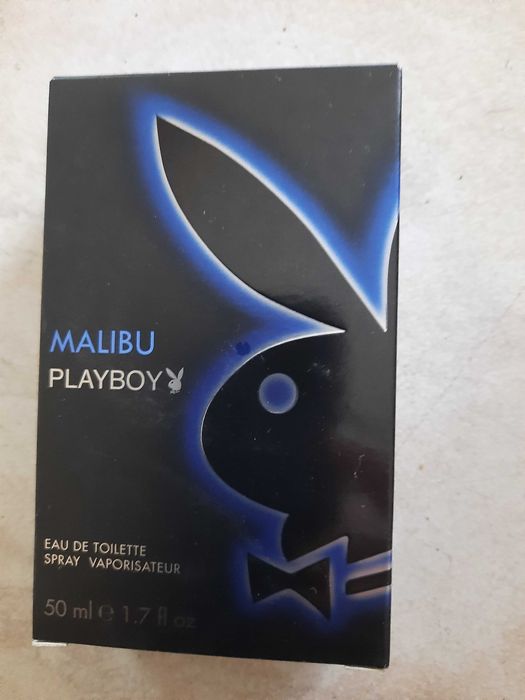 MALIBU
PLAYBOY
EAU DE TOILETTE
SPRAY VAPORISATEUR
50 ml ℮ 1.7 fl oz